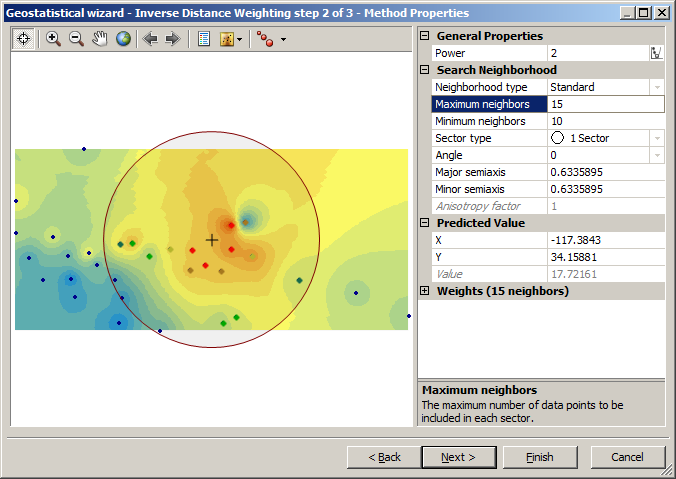 Geostatistical wizard - Inverse Distance Weighting step 2 of 3 - Method Properties
General Properties
Power 2
Search Neighborhood
Neighborhood type Standard
Maximum neighbors 15
Minimum neighbors 10
Sector type 1 Sector
Angle 0
Major semiaxis 0.6335895
Minor semiaxis 0.6335895
Anisotropy factor 1
Predicted Value
X -117.3843
Y 34.15881
Value 17.72161
Weights (15 neighbors)
Maximum neighbors
The maximum number of data points to be
included in each sector.
< Back Next > Finish Cancel